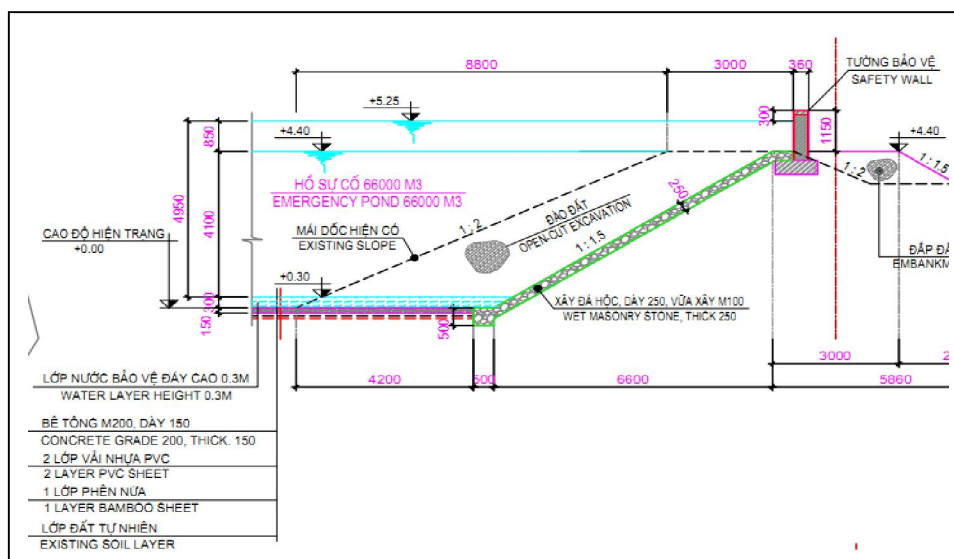 8800
3000
360
TƯỜNG BẢO VỆ
SAFETY WALL
+5.25
300
1150
850
+4.40
+4.40
1:2
1:1.5
HỒ SỰ CỐ 66000 M3
EMERGENCY POND 66000 M3
250
ĐÀO ĐẤT
OPEN-CUT EXCAVATION
4950
4100
1:2
1:1.5
CAO ĐỘ HIỆN TRẠNG
+0.00
MÁI DỐC HIỆN CÓ
EXISTING SLOPE
ĐẮP ĐẤ
EMBANKM
+0.30
XÂY ĐÁ HỘC, DÀY 250, VỮA XÂY M100
WET MASONRY STONE, THICK 250
300
150
500
3000
LỚP NƯỚC BẢO VỆ ĐÁY CAO 0.3M
WATER LAYER HEIGHT 0.3M
4200
500
6600
5860
2
BÊ TÔNG M200, DÀY 150
CONCRETE GRADE 200, THICK. 150
2 LỚP VẢI NHỰA PVC
2 LAYER PVC SHEET
1 LỚP PHÊN NỨA
1 LAYER BAMBOO SHEET
LỚP ĐẤT TỰ NHIÊN
EXISTING SOIL LAYER